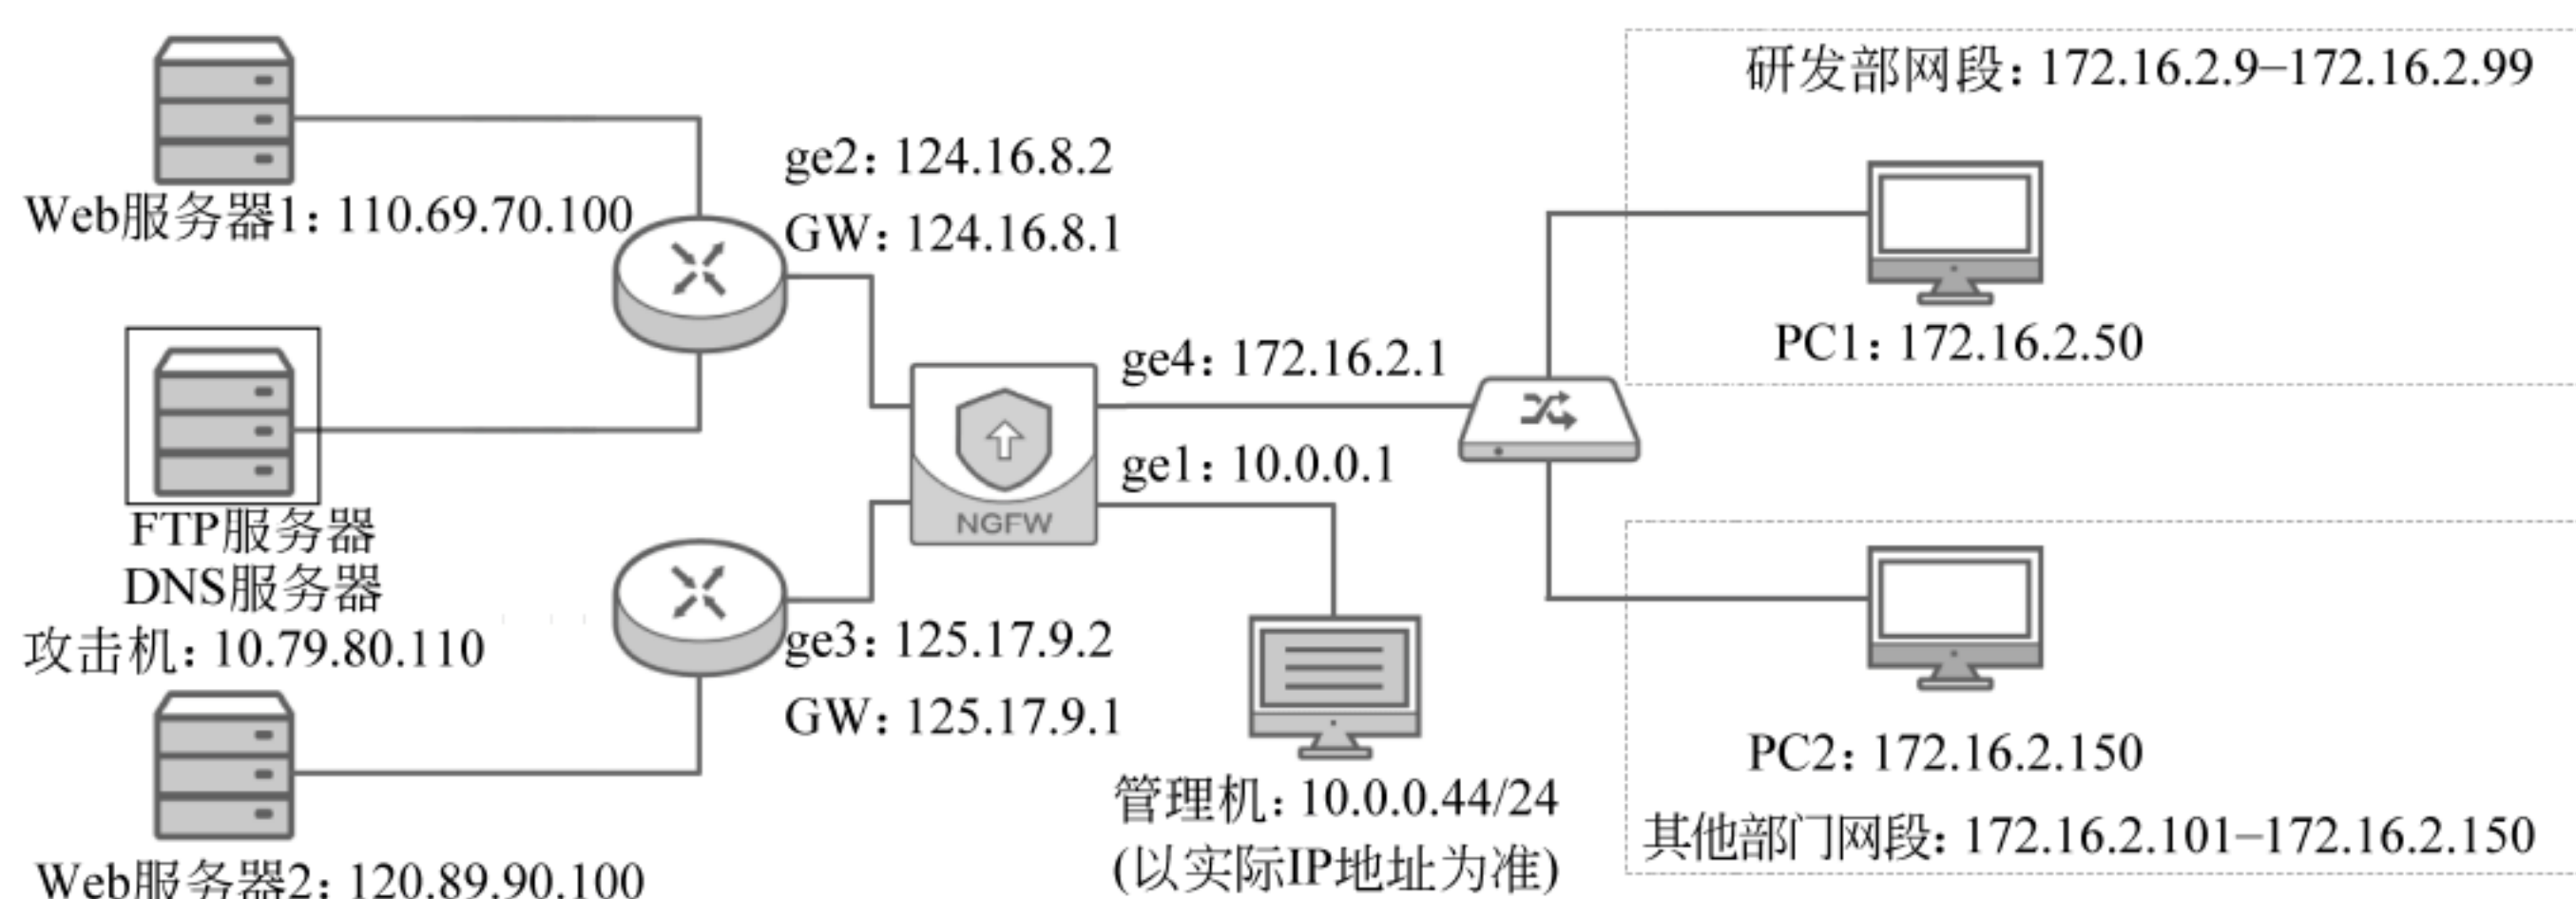 研发部网段：172.16.2.9–172.16.2.99
ge2：124.16.8.2
Web服务器1：110.69.70.100
GW：124.16.8.1
PC1：172.16.2.50
ge4：172.16.2.1
ge1：10.0.0.1
NGFW
FTP服务器
DNS服务器
攻击机：10.79.80.110
ge3：125.17.9.2
GW：125.17.9.1
PC2：172.16.2.150
管理机：10.0.0.44/24
(以实际IP地址为准)
其他部门网段：172.16.2.101–172.16.2.150
Web服务器2：120.89.90.100